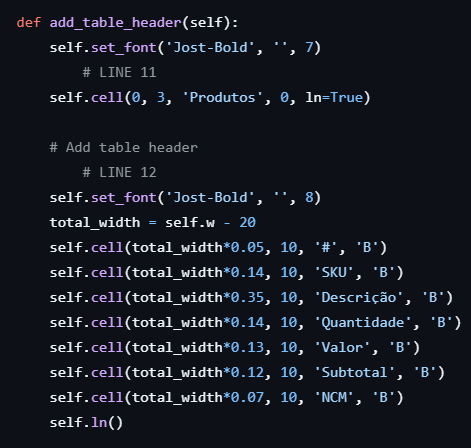 def add_table_header(self):
    self.set_font('Jost-Bold', '', 7)
        # LINE 11
    self.cell(0, 3, 'Produtos', 0, ln=True)

    # Add table header
        # LINE 12
    self.set_font('Jost-Bold', '', 8)
    total_width = self.w - 20
    self.cell(total_width*0.05, 10, '#', 'B')
    self.cell(total_width*0.14, 10, 'SKU', 'B')
    self.cell(total_width*0.35, 10, 'Descrição', 'B')
    self.cell(total_width*0.14, 10, 'Quantidade', 'B')
    self.cell(total_width*0.13, 10, 'Valor', 'B')
    self.cell(total_width*0.12, 10, 'Subtotal', 'B')
    self.cell(total_width*0.07, 10, 'NCM', 'B')
    self.ln()